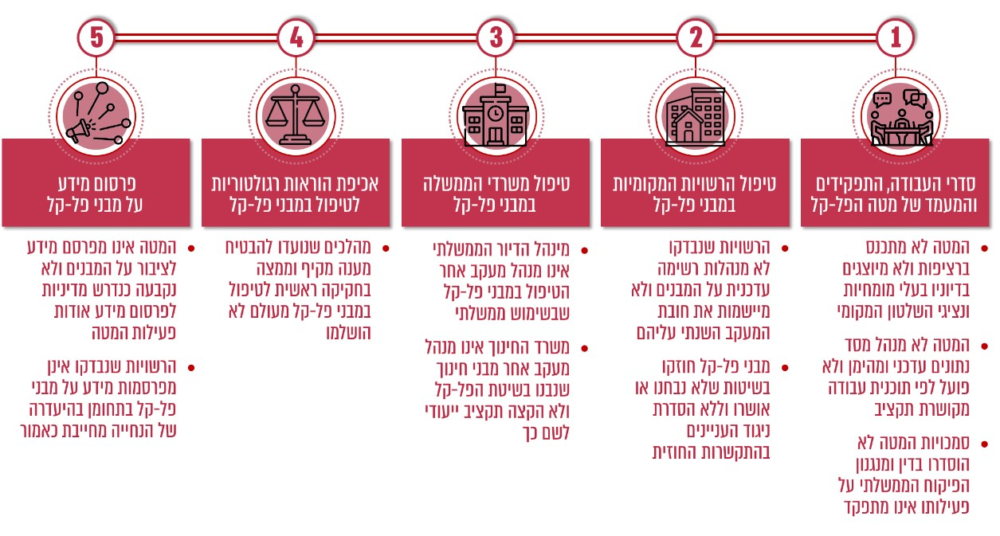 1
סדרי העבודה, התפקידים
והמעמד של מטה הפל-קל
• המטה לא מתכנס
ברציפות ולא מיוצגים
בדיוניו בעלי מומחיות
ונציגי השלטון המקומי
• המטה לא מנהל מסד
נתונים עדכני ומהימן ולא
פועל לפי תוכנית עבודה
מקושרת תקציב
• סמכויות המטה לא
הוסדרו בדין ומנגנון
הפיקוח הממשלתי על
פעילותו אינו מתפקד
2
טיפול הרשויות המקומיות
במבני פל-קל
• הרשויות שנבדקו
לא מנהלות רשימה
עדכנית על המבנים ולא
מיישמות את חובת
המעקב השנתי עליהם
• מבני פל-קל חוזקו
בשיטות שלא נבחנו או
אושרו וללא הסדרת
ניגוד העניינים
בהתקשרות החוזית
3
טיפול משרדי הממשלה
במבני פל-קל
• מינהל הדיור הממשלתי
אינו מנהל מעקב אחר
הטיפול במבני פל-קל
שבשימוש ממשלתי
• משרד החינוך אינו מנהל
מעקב אחר מבני חינוך
שנבנו בשיטת הפל-קל
ולא הקצה תקציב ייעודי
לשם כך
4
אכיפת הוראות רגולטוריות
לטיפול במבני פל-קל
• מהלכים שנועדו להבטיח
מענה מקיף וממצה
בחקיקה ראשית לטיפול
במבני פל-קל מעולם לא
הושלמו
5
פרסום מידע
על מבני פל-קל
• המטה אינו מפרסם מידע
לציבור על המבנים ולא
נקבעה כנדרש מדיניות
לפרסום מידע אודות
פעילות המטה
• הרשויות שנבדקו אינן
מפרסמות מידע על מבני
פל-קל בתחומן בהיעדרה
של הנחייה מחייבת כאמור